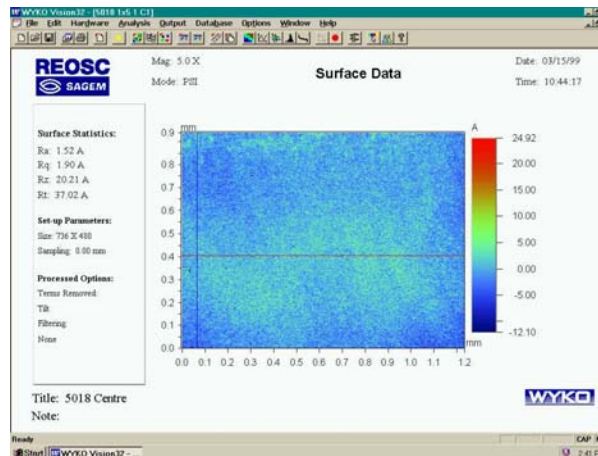 WYKO Vision32 - [5018 1x5 1 C1]
File Edit Hardware Analysis Output Database Options Window Help
REOSC
SAGEM
Mag: 5.0 X
Mode: PSI
Surface Data
Date: 03/15/99
Time: 10:44:17
Surface Statistics:
Ra: 1.52 A
Rq: 1.90 A
Rz: 20.21 A
Rt: 37.02 A
Set-up Parameters:
Size: 736 X 480
Sampling: 0.00 mm
Processed Options:
Terms Removed:
Tilt
Filtering:
None
mm
0.9
0.8
0.7
0.6
0.5
0.4
0.3
0.2
0.1
0.0
0.0 0.1 0.2 0.3 0.4 0.5 0.6 0.7 0.8 0.9 1.0 1.1 1.2
mm
A
24.92
20.00
15.00
10.00
5.00
0.00
-5.00
-12.10
Title: 5018 Centre
Note:
WYKO
Ready
CAP
Start
WYKO Vision32 - ...
2:41 P